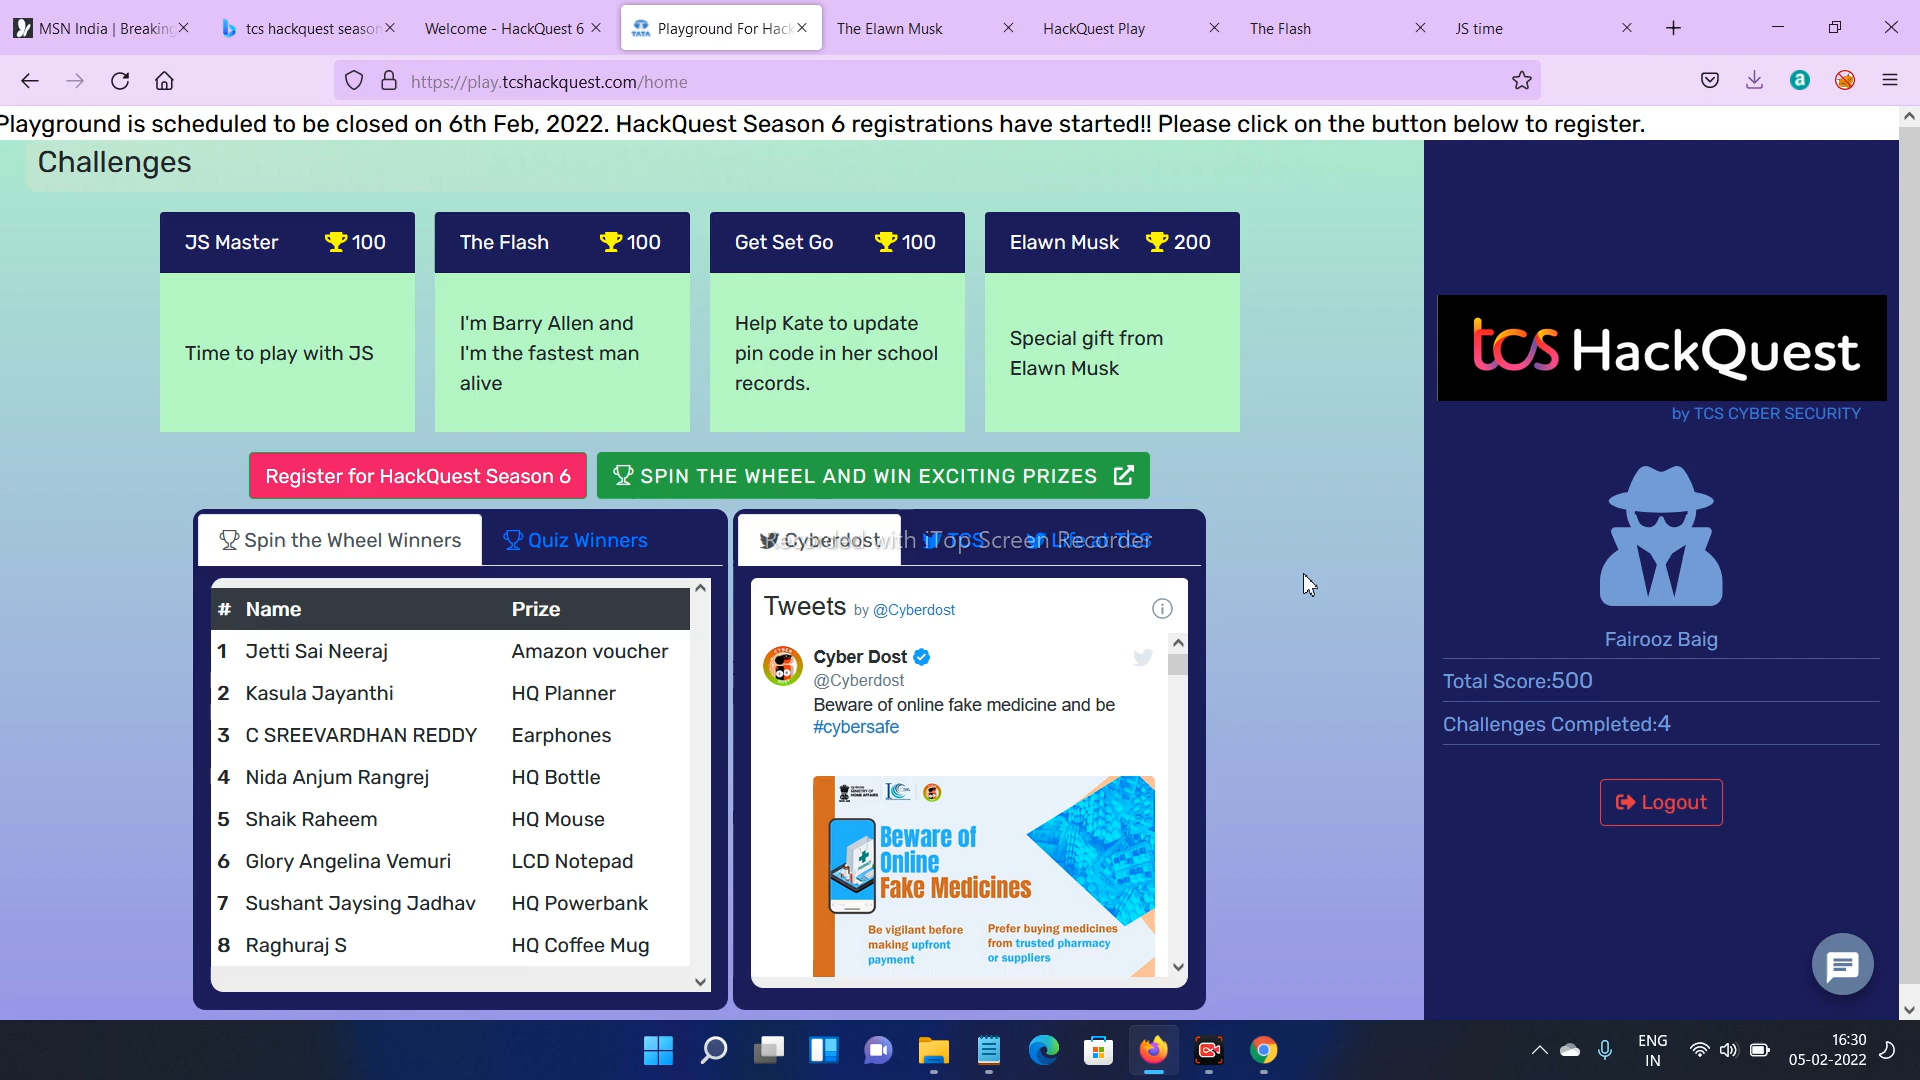 MSN India | Breaking
tcs hackquest season
Welcome - HackQuest 6
Playground For Hack
The Elawn Musk
HackQuest Play
The Flash
JS time
https://play.tcshackquest.com/home
Playground is scheduled to be closed on 6th Feb, 2022. HackQuest Season 6 registrations have started!! Please click on the button below to register.
Challenges
JS Master 100
Time to play with JS
The Flash 100
I'm Barry Allen and
I'm the fastest man
alive
Get Set Go 100
Help Kate to update
pin code in her school
records.
Elawn Musk 200
Special gift from
Elawn Musk
Register for HackQuest Season 6
SPIN THE WHEEL AND WIN EXCITING PRIZES
Spin the Wheel Winners
Quiz Winners
# Name Prize
1 Jetti Sai Neeraj Amazon voucher
2 Kasula Jayanthi HQ Planner
3 C SREEVARDHAN REDDY Earphones
4 Nida Anjum Rangrej HQ Bottle
5 Shaik Raheem HQ Mouse
6 Glory Angelina Vemuri LCD Notepad
7 Sushant Jaysing Jadhav HQ Powerbank
8 Raghuraj S HQ Coffee Mug
Cyberdost
TCS
Life at TCS
Recorded with iTop Screen Recorder
Tweets by @Cyberdost
Cyber Dost
@Cyberdost
Beware of online fake medicine and be
#cybersafe
Beware of
Online
Fake Medicines
Be vigilant before
making upfront
payment
Prefer buying medicines
from trusted pharmacy
or suppliers
tcs HackQuest
by TCS CYBER SECURITY
Fairooz Baig
Total Score:500
Challenges Completed:4
Logout
ENG
IN
16:30
05-02-2022